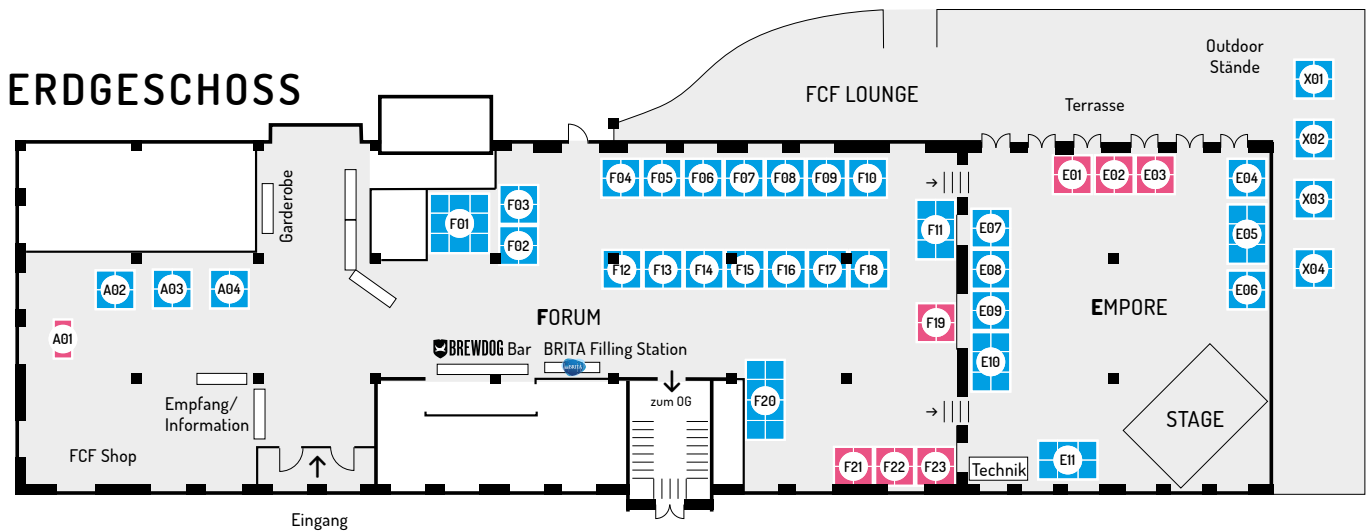 ERDGESCHOSS
Outdoor
Stände
FCF LOUNGE
Terrasse
X01
X02
X03
X04
Garderobe
F01
F03
F02
F04 F05 F06 F07 F08 F09 F10
F11
F12 F13 F14 F15 F16 F17 F18
E01 E02 E03
E04
E05
E06
E07
E08
E09
E10
A02 A03 A04
A01
FORUM
F19
EMPORE
BREWDOG Bar
BRITA Filling Station
BRITA
zum OG
F20
Empfang/
Information
FCF Shop
STAGE
F21 F22 F23
Technik
E11
Eingang